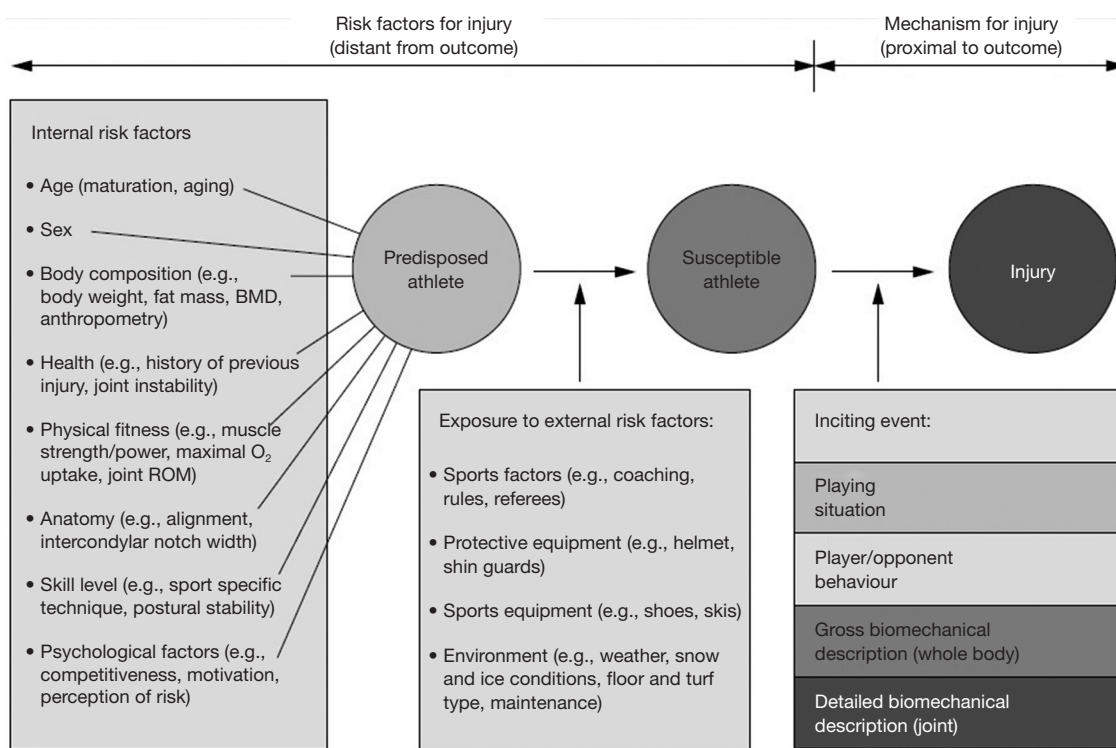 Risk factors for injury
(distant from outcome)
Mechanism for injury
(proximal to outcome)
Internal risk factors
• Age (maturation, aging)
• Sex
• Body composition (e.g.,
body weight, fat mass, BMD,
anthropometry)
• Health (e.g., history of previous
injury, joint instability)
• Physical fitness (e.g., muscle
strength/power, maximal O₂
uptake, joint ROM)
• Anatomy (e.g., alignment,
intercondylar notch width)
• Skill level (e.g., sport specific
technique, postural stability)
• Psychological factors (e.g.,
competitiveness, motivation,
perception of risk)
Predisposed
athlete
Susceptible
athlete
Injury
Exposure to external risk factors:
• Sports factors (e.g., coaching,
rules, referees)
• Protective equipment (e.g., helmet,
shin guards)
• Sports equipment (e.g., shoes, skis)
• Environment (e.g., weather, snow
and ice conditions, floor and turf
type, maintenance)
Inciting event:
Playing
situation
Player/opponent
behaviour
Gross biomechanical
description (whole body)
Detailed biomechanical
description (joint)